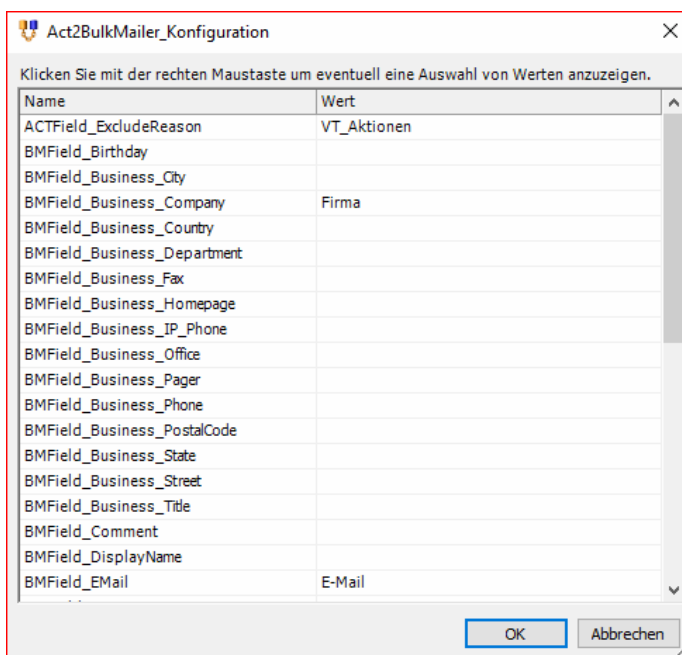 Act2BulkMailer_Konfiguration
Klicken Sie mit der rechten Maustaste um eventuell eine Auswahl von Werten anzuzeigen.
Name Wert
ACTField_ExcludeReason VT_Aktionen
BMField_Birthday
BMField_Business_City
BMField_Business_Company Firma
BMField_Business_Country
BMField_Business_Department
BMField_Business_Fax
BMField_Business_Homepage
BMField_Business_IP_Phone
BMField_Business_Office
BMField_Business_Pager
BMField_Business_Phone
BMField_Business_PostalCode
BMField_Business_State
BMField_Business_Street
BMField_Business_Title
BMField_Comment
BMField_DisplayName
BMField_EMail E-Mail
OK Abbrechen